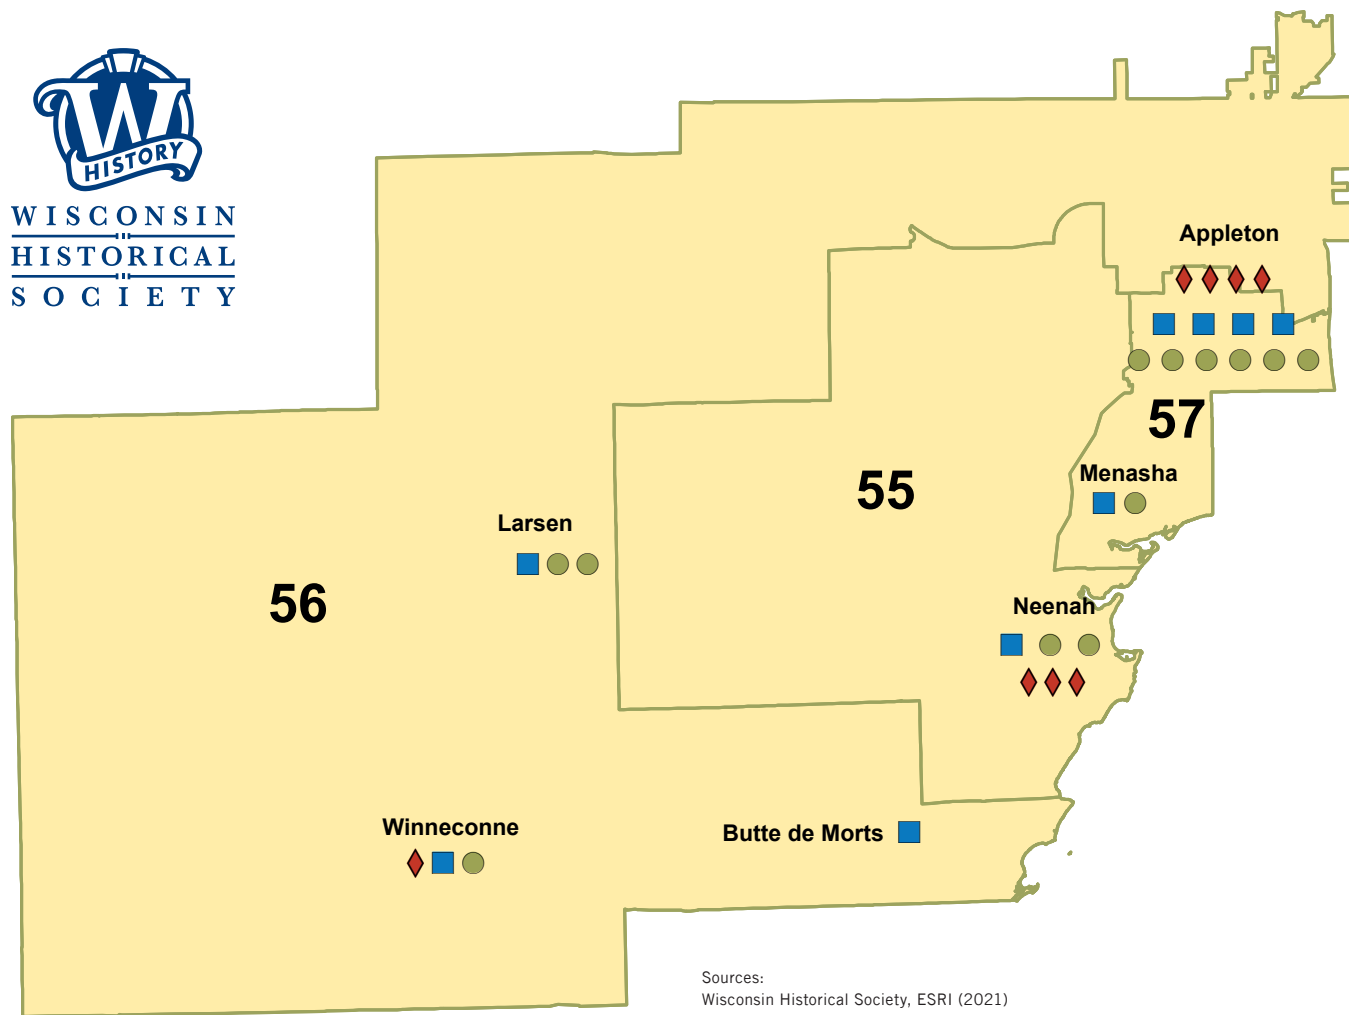 W
HISTORY
WISCONSIN
HISTORICAL
SOCIETY
Appleton
57
Menasha
55
Larsen
56
Neenah
Winneconne
Butte de Morts
Sources:
Wisconsin Historical Society, ESRI (2021)